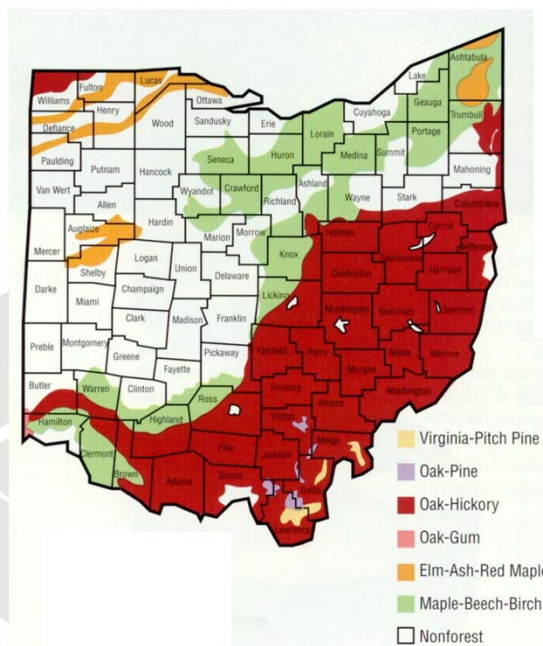 Ashtabula
Lake
Lucas
Fulton
Williams
Ottawa
Geauga
Cuyahoga
Henry
Trumbull
Wood
Sandusky
Erie
Lorain
Defiance
Portage
Medina
Summit
Huron
Seneca
Paulding
Hancock
Putnam
Mahoning
Ashland
Van Wert
Wyandot
Crawford
Richland
Wayne
Stark
Allen
Columbiana
Hardin
Auglaize
Marion
Morrow
Holmes
Carroll
Mercer
Knox
Tuscarawas
Jefferson
Logan
Shelby
Union
Coshocton
Harrison
Delaware
Darke
Champaign
Licking
Miami
Muskingum
Guernsey
Belmont
Clark
Madison
Franklin
Preble
Montgomery
Fairfield
Perry
Noble
Monroe
Greene
Pickaway
Morgan
Fayette
Butler
Warren
Clinton
Hocking
Washington
Ross
Athens
Hamilton
Highland
Vinton
Clermont
Meigs
Pike
Jackson
Brown
Adams
Scioto
Gallia
Lawrence
Virginia-Pitch Pine
Oak-Pine
Oak-Hickory
Oak-Gum
Elm-Ash-Red Maple
Maple-Beech-Birch
Nonforest